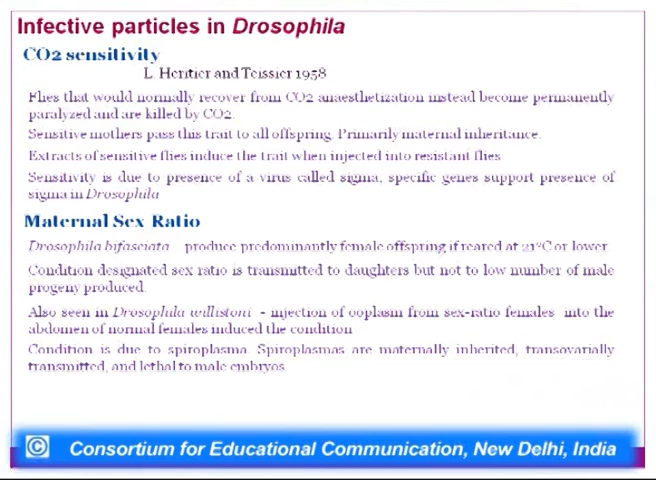 Infective particles in Drosophila
CO2 sensitivity
L. Heritier and Teissier 1958
Flies that would normally recover from CO2 anaesthetization instead become permanently
paralyzed and are killed by CO2.
Sensitive mothers pass this trait to all offspring. Primarily maternal inheritance.
Extracts of sensitive flies induce the trait when injected into resistant flies
Sensitivity is due to presence of a virus called sigma, specific genes support presence of
sigma in Drosophila
Maternal Sex Ratio
Drosophila bifasciata produce predominantly female offspring if reared at 21°C or lower
Condition designated sex ratio is transmitted to daughters but not to low number of male
progeny produced.
Also seen in Drosophila willistoni - injection of ooplasm from sex-ratio females into the
abdomen of normal females induced the condition
Condition is due to spiroplasma. Spiroplasmas are maternally inherited, transovarially
transmitted, and lethal to male embryos.
© Consortium for Educational Communication, New Delhi, India